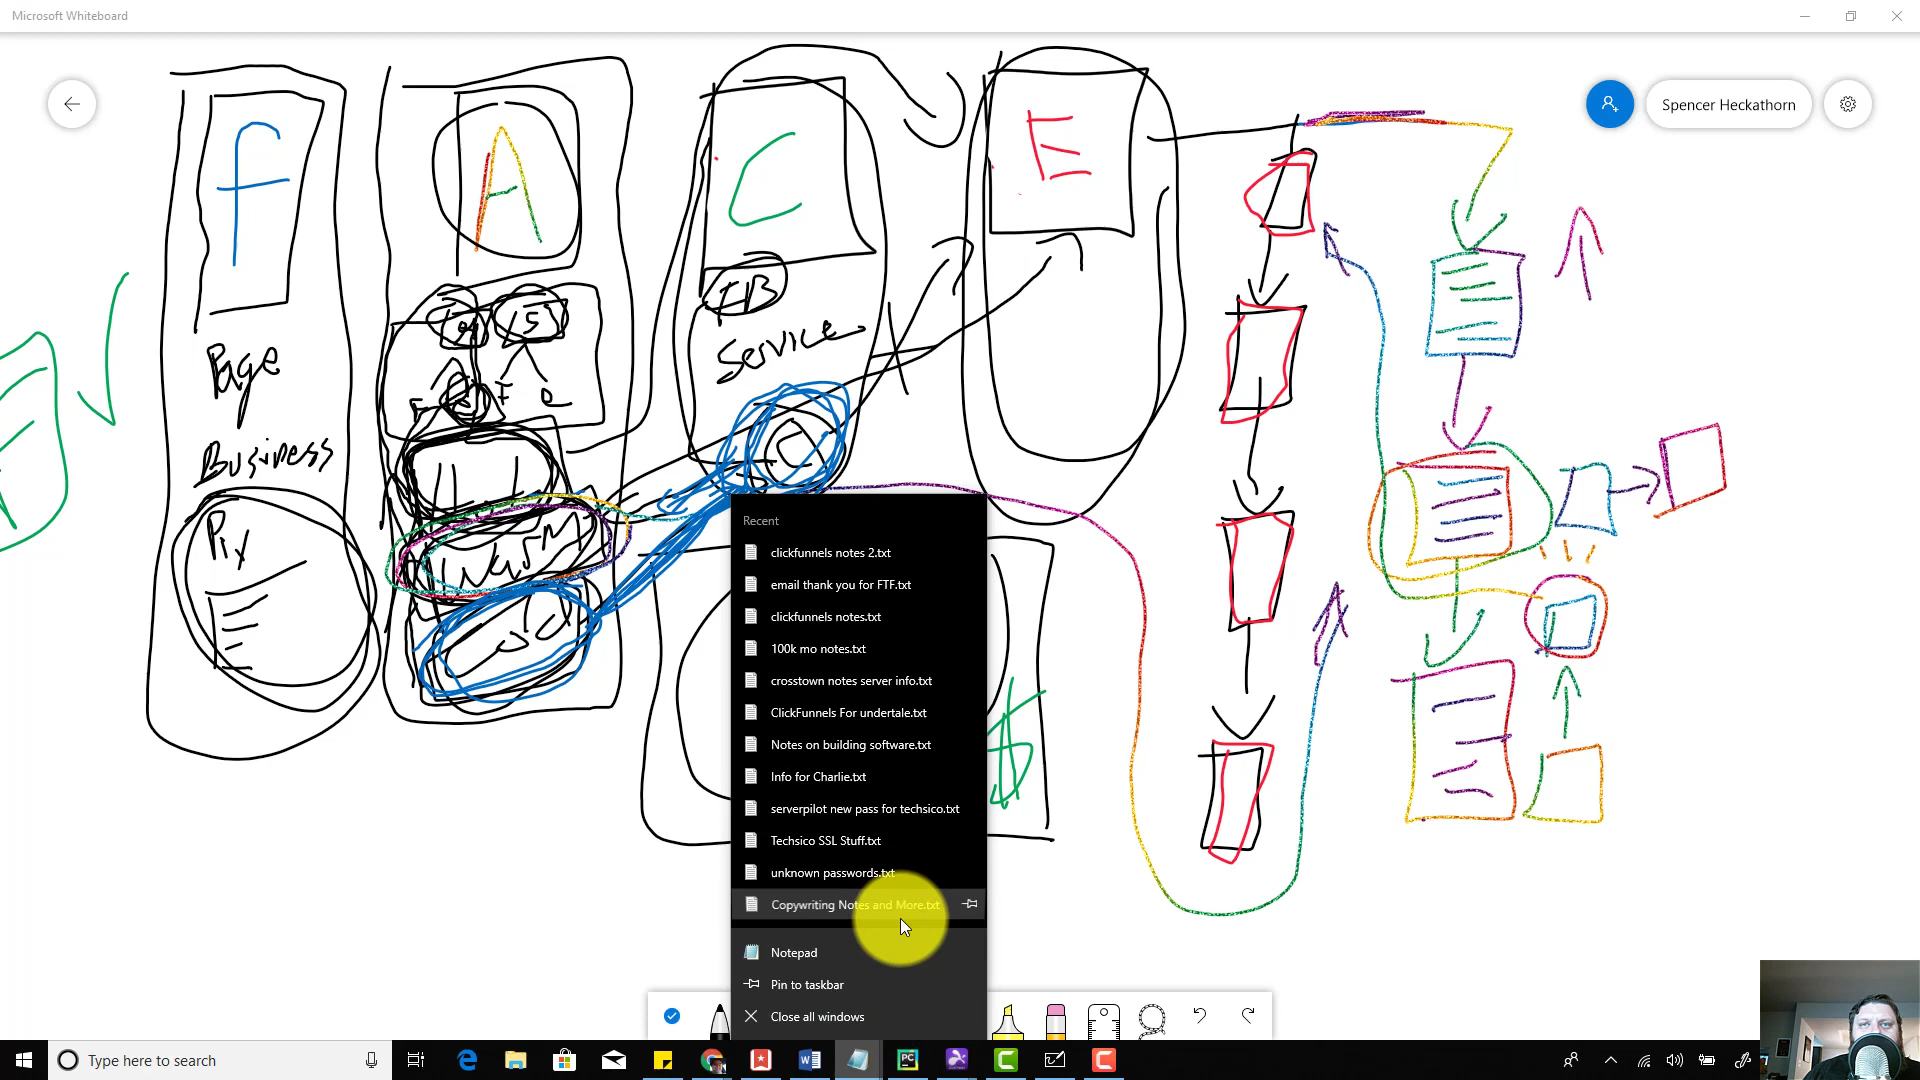 Microsoft Whiteboard
Spencer Heckathorn
f
A
C
E
Page
Business
Pix
15
Service
$
Recent
clickfunnels notes 2.txt
email thank you for FTF.txt
clickfunnels notes.txt
100k mo notes.txt
crosstown notes server info.txt
ClickFunnels For undertale.txt
Notes on building software.txt
Info for Charlie.txt
serverpilot new pass for techsico.txt
Techsico SSL Stuff.txt
unknown passwords.txt
Copywriting Notes and More.txt
Notepad
Pin to taskbar
Close all windows
Type here to search